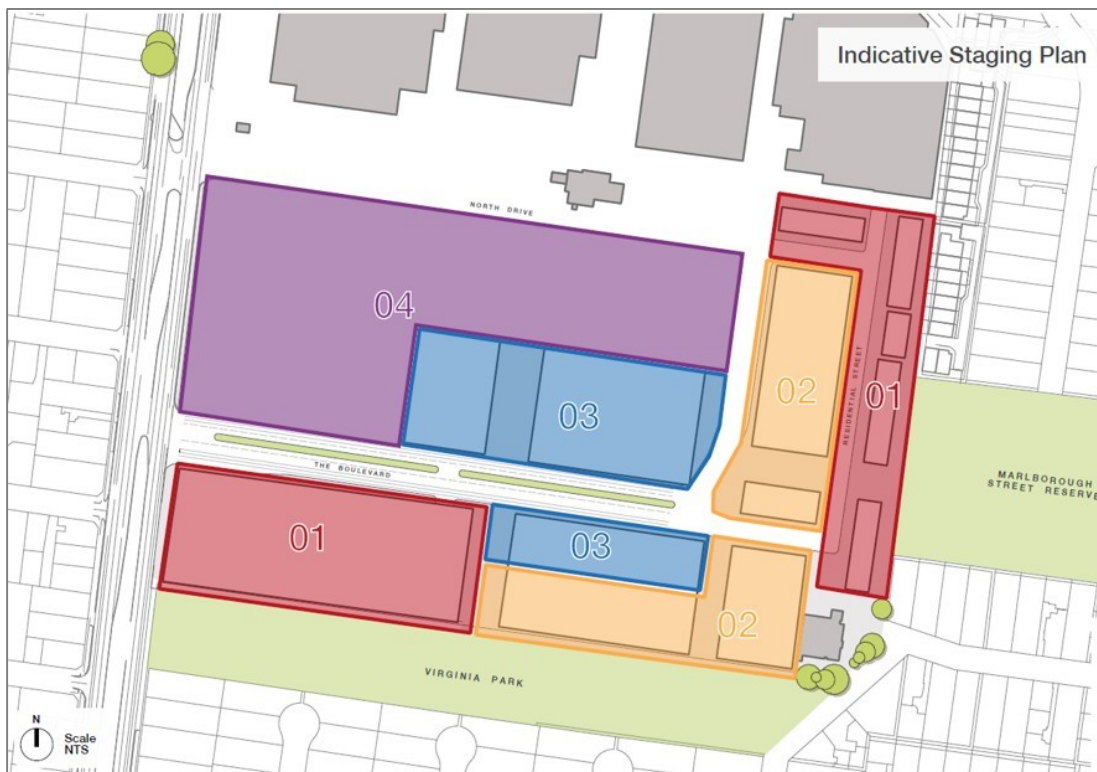 Indicative Staging Plan
NORTH DRIVE
04
03
02
01
RESIDENTIAL STREET
THE BOULEVARD
MARLBOROUGH
STREET RESERVE
01
03
02
VIRGINIA PARK
N
Scale
NTS